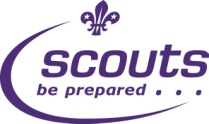 scouts
be prepared . . .